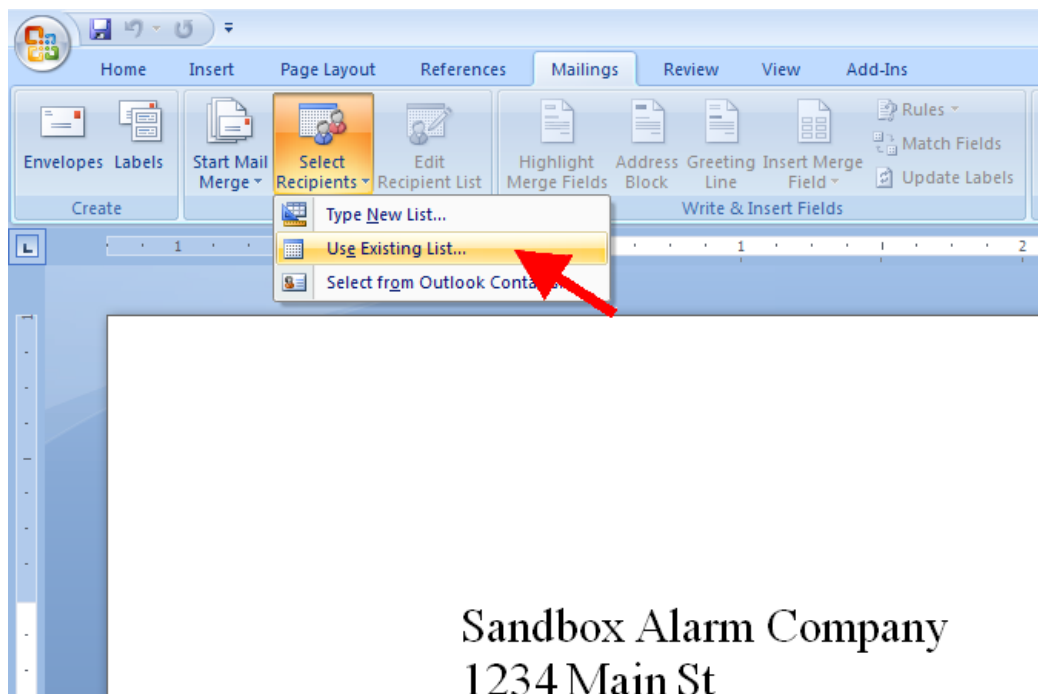 Home Insert Page Layout References Mailings Review View Add-Ins
Envelopes Labels Start Mail Merge Select Recipients Edit Recipient List Highlight Merge Fields Address Block Greeting Line Insert Merge Field
Rules
Match Fields
Update Labels
Create Write & Insert Fields
Type New List...
Use Existing List...
Select from Outlook
L 1 1 2
1
Sandbox Alarm Company
1234 Main St